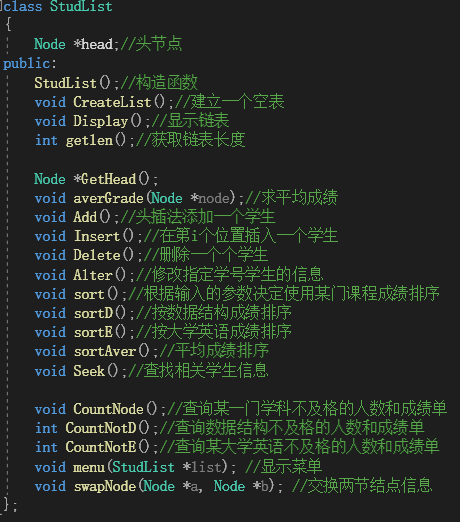 class StudList
{
Node *head;//头节点
public:
StudList();//构造函数
void CreateList();//建立一个空表
void Display();//显示链表
int getlen();//获取链表长度
Node *GetHead();
void averGrade(Node *node);//求平均成绩
void Add();//头插法添加一个学生
void Insert();//在第i个位置插入一个学生
void Delete();//删除一个个学生
void Alter();//修改指定学号学生的信息
void sort();//根据输入的参数决定使用某门课程成绩排序
void sortD();//按数据结构成绩排序
void sortE();//按大学英语成绩排序
void sortAver();//平均成绩排序
void Seek();//查找相关学生信息
void CountNode();//查询某一门学科不及格的人数和成绩单
int CountNotD();//查询数据结构不及格的人数和成绩单
int CountNotE();//查询某大学英语不及格的人数和成绩单
void menu(StudList *list); //显示菜单
void swapNode(Node *a, Node *b); //交换两节结点信息
};